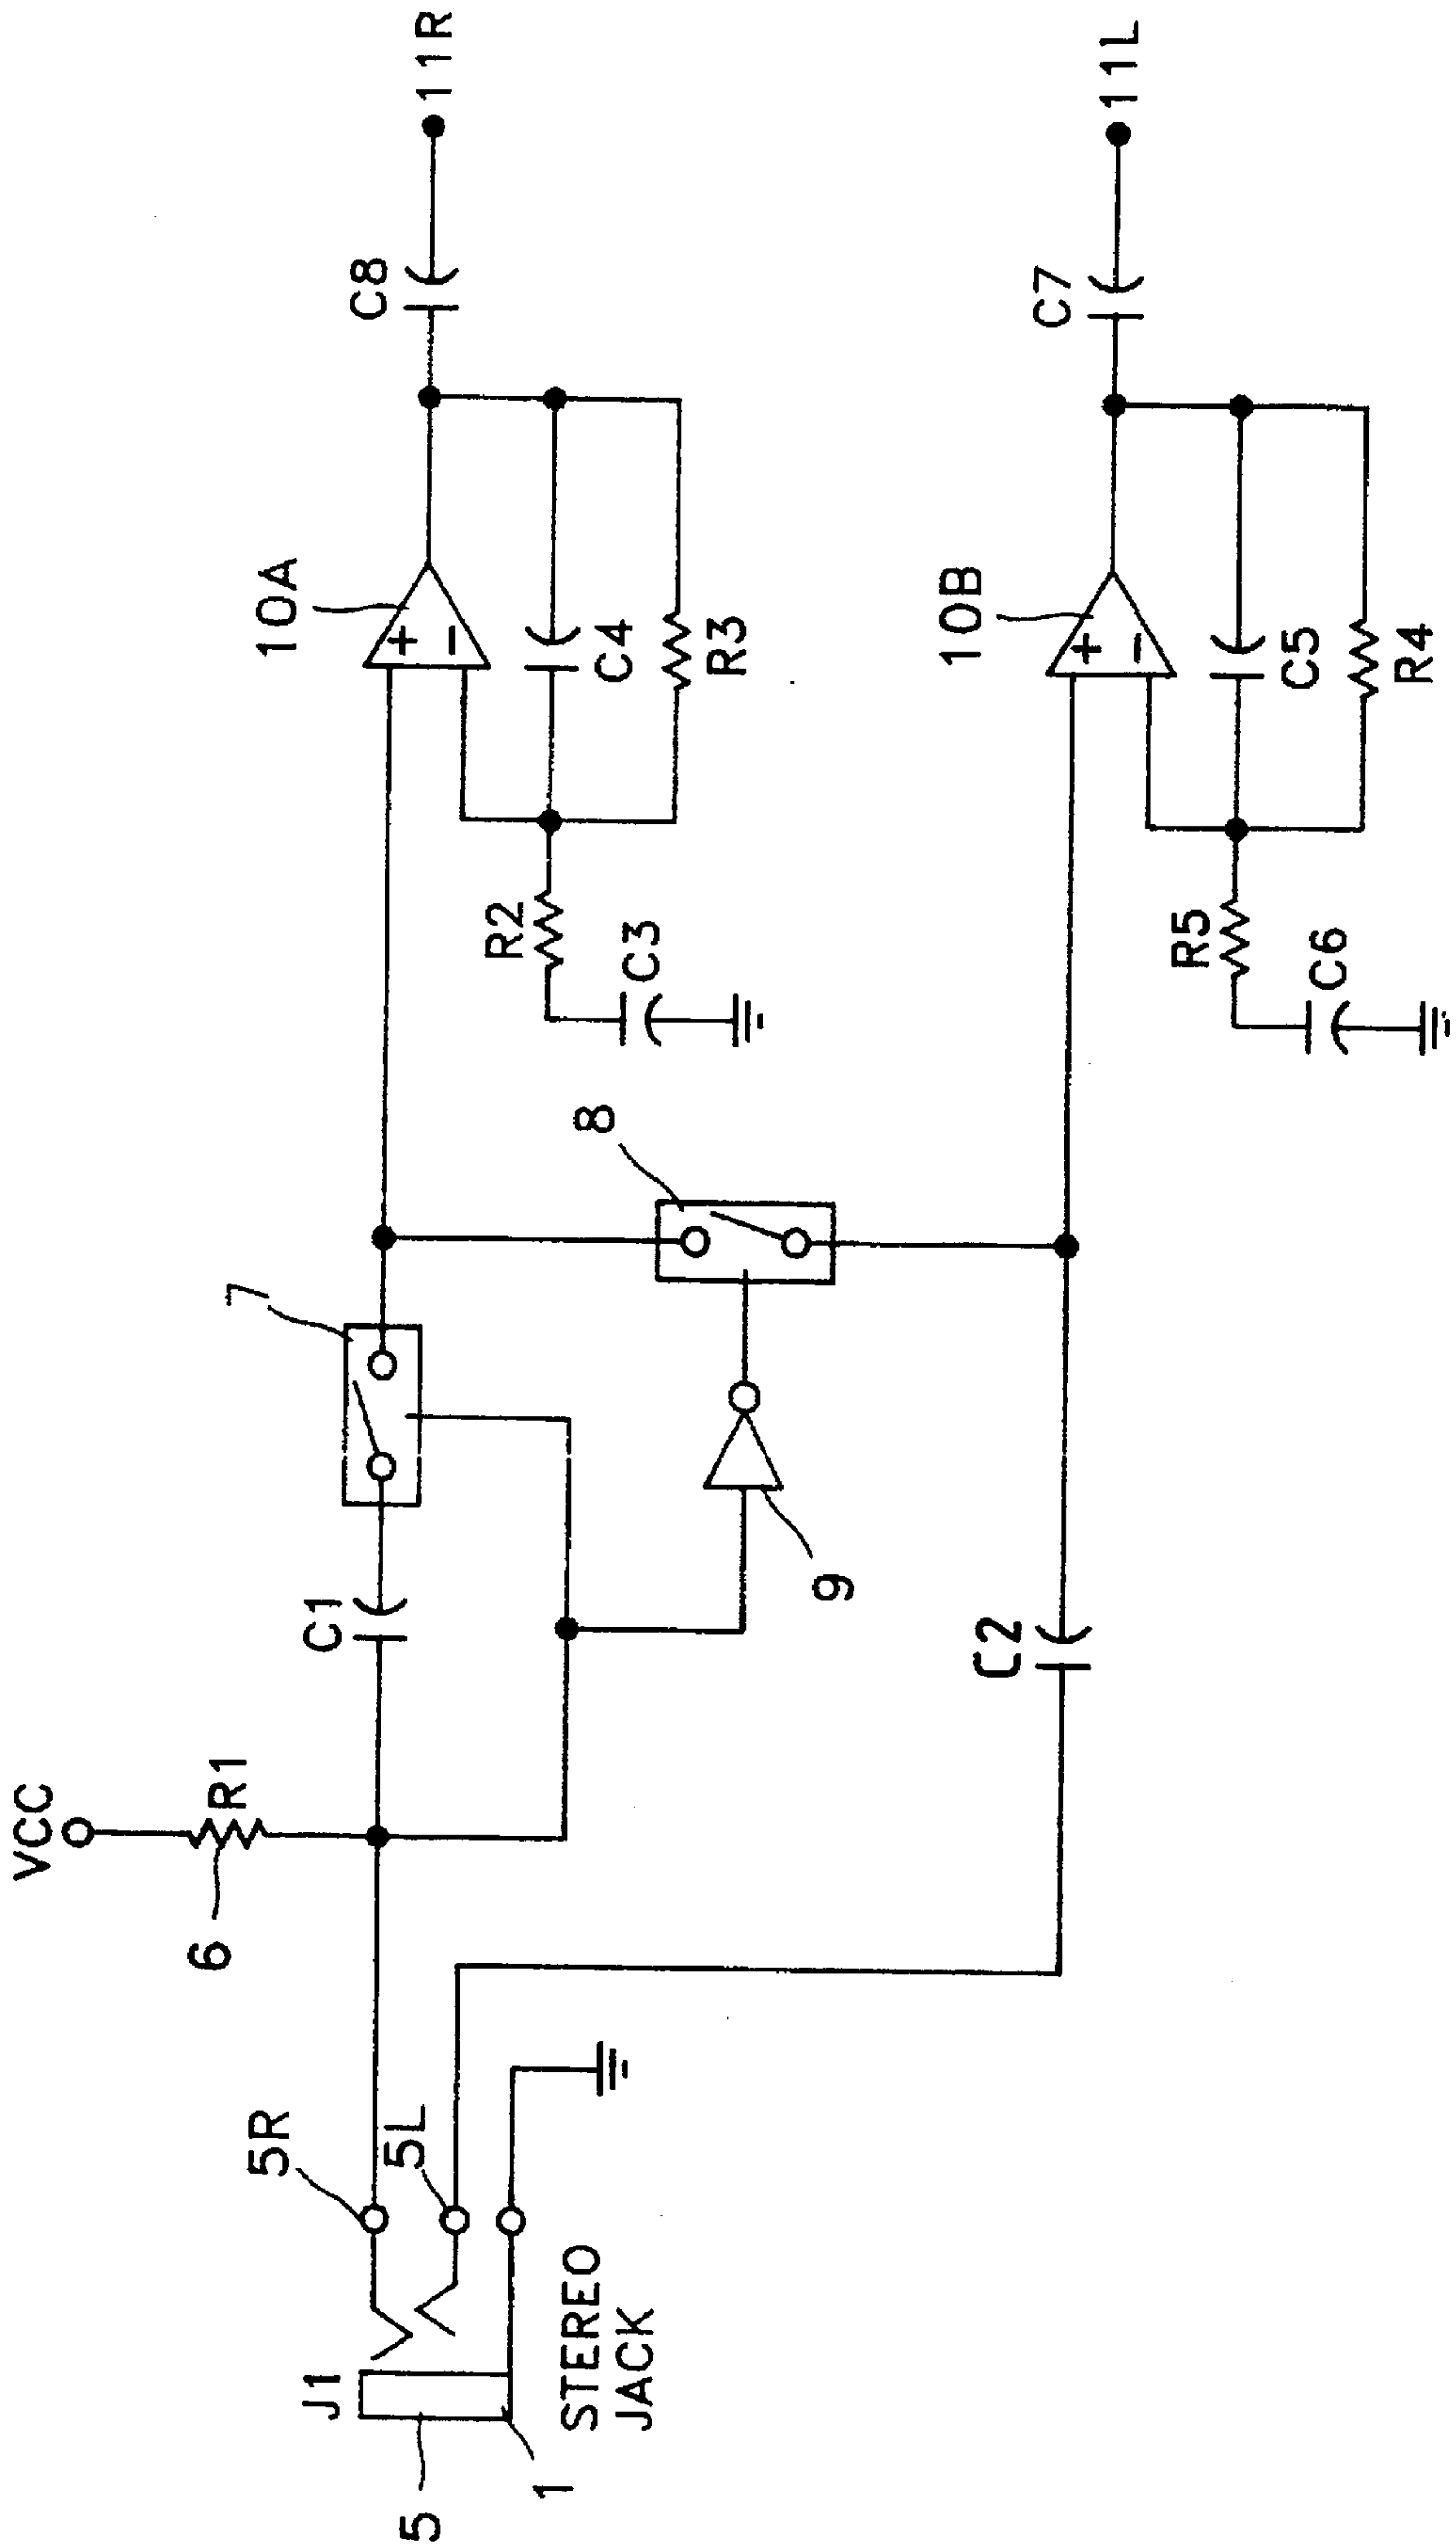 VCC
6
R1
J1
5
1
STEREO
JACK
5R
5L
C1
7
8
9
C2
10A
+
−
R2
C3
C4
R3
C8
11R
10B
+
−
R5
C6
C5
R4
C7
11L